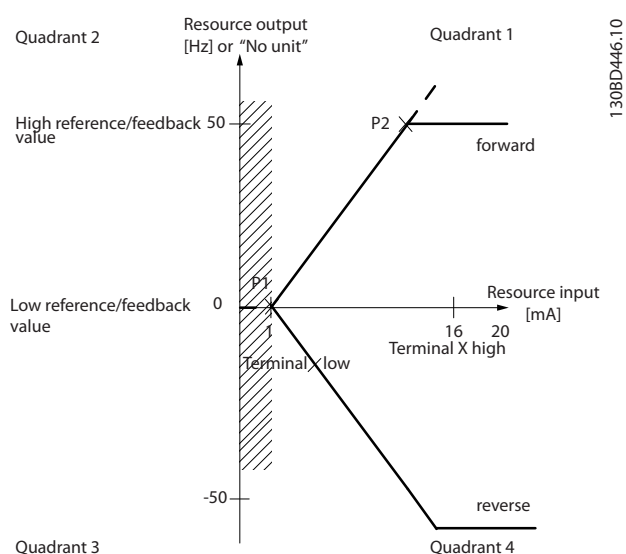 Quadrant 2
Resource output
[Hz] or “No unit”
Quadrant 1
130BD446.10
High reference/feedback
value
50
P2
forward
P1
Low reference/feedback
value
0
Resource input
[mA]
1
16
20
Terminal X high
Terminal X low
-50
reverse
Quadrant 3
Quadrant 4